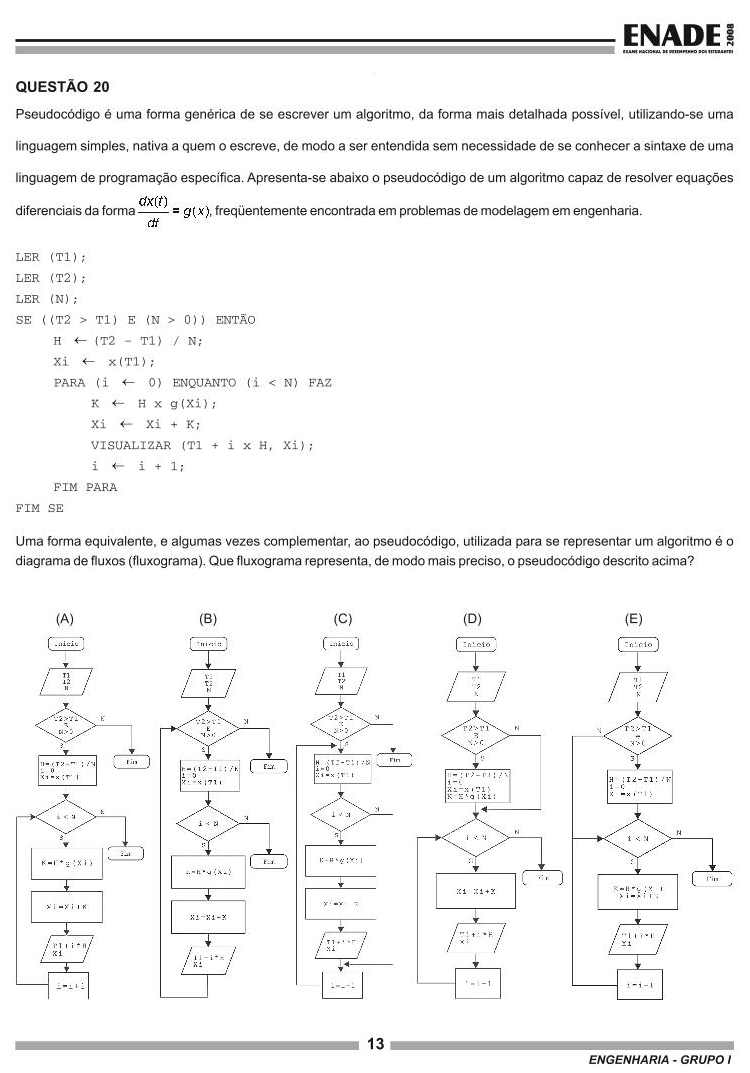 ENADE 2008
EXAME NACIONAL DE DESEMPENHO DOS ESTUDANTES
QUESTÃO 20
Pseudocódigo é uma forma genérica de se escrever um algoritmo, da forma mais detalhada possível, utilizando-se uma
linguagem simples, nativa a quem o escreve, de modo a ser entendida sem necessidade de se conhecer a sintaxe de uma
linguagem de programação específica. Apresenta-se abaixo o pseudocódigo de um algoritmo capaz de resolver equações
diferenciais da forma dx(t)/dt = g(x), freqüentemente encontrada em problemas de modelagem em engenharia.
LER (T1);
LER (T2);
LER (N);
SE ((T2 > T1) E (N > 0)) ENTÃO
H ← (T2 – T1) / N;
Xi ← x(T1);
PARA (i ← 0) ENQUANTO (i < N) FAZ
K ← H x g(Xi);
Xi ← Xi + K;
VISUALIZAR (T1 + i x H, Xi);
i ← i + 1;
FIM PARA
FIM SE
Uma forma equivalente, e algumas vezes complementar, ao pseudocódigo, utilizada para se representar um algoritmo é o
diagrama de fluxos (fluxograma). Que fluxograma representa, de modo mais preciso, o pseudocódigo descrito acima?
(A)
Início
T1
T2
N
T2>T1
E
N>0
N
S
Fim
H=(T2-T1)/N
i=0
Xi=x(T1)
i < N
N
S
Fim
K=H*g(Xi)
Xi=Xi+K
T1+i*H
Xi
i=i+1
(B)
Início
T1
T2
N
T2>T1
E
N>0
N
S
Fim
H=(T2-T1)/N
i=0
Xi=x(T1)
i < N
N
S
Fim
K=H*g(Xi)
Xi=Xi+K
T1+i*H
Xi
(C)
Início
T1
T2
N
T2>T1
E
N>0
N
S
Fim
H=(T2-T1)/N
i=0
Xi=x(T1)
i < N
N
S
K=H*g(Xi)
Xi=Xi+K
T1+i*H
Xi
i=i+1
(D)
Início
T1
T2
N
T2>T1
E
N>0
N
S
H=(T2-T1)/N
i=0
Xi=x(T1)
K=H*g(Xi)
i < N
N
S
Fim
Xi=Xi+K
T1+i*H
Xi
i=i+1
(E)
Início
T1
T2
N
N
T2>T1
N>0
S
H=(T2-T1)/N
i=0
Xi=x(T1)
i < N
N
S
Fim
K=H*g(Xi)
Xi=Xi+K
T1+i*H
Xi
i=i+1
13
ENGENHARIA - GRUPO I